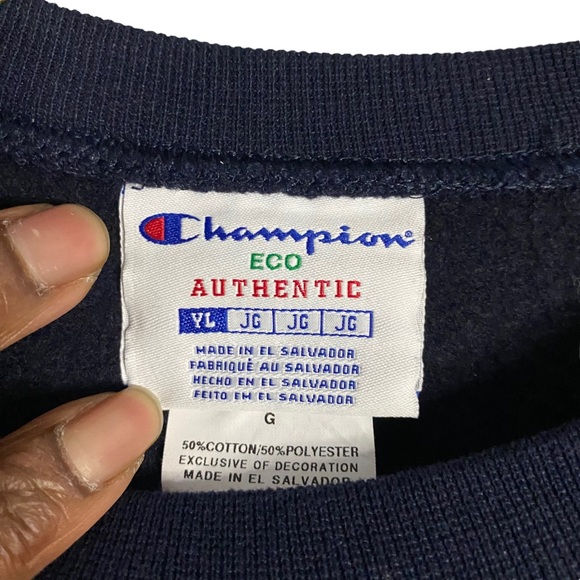 Champion
ECO
AUTHENTIC
YL JG JG JG
MADE IN EL SALVADOR
FABRIQUÉ AU SALVADOR
HECHO EN EL SALVADOR
FEITO EM EL SALVADOR
G
50%COTTON/50%POLYESTER
EXCLUSIVE OF DECORATION
MADE IN EL SALVADOR